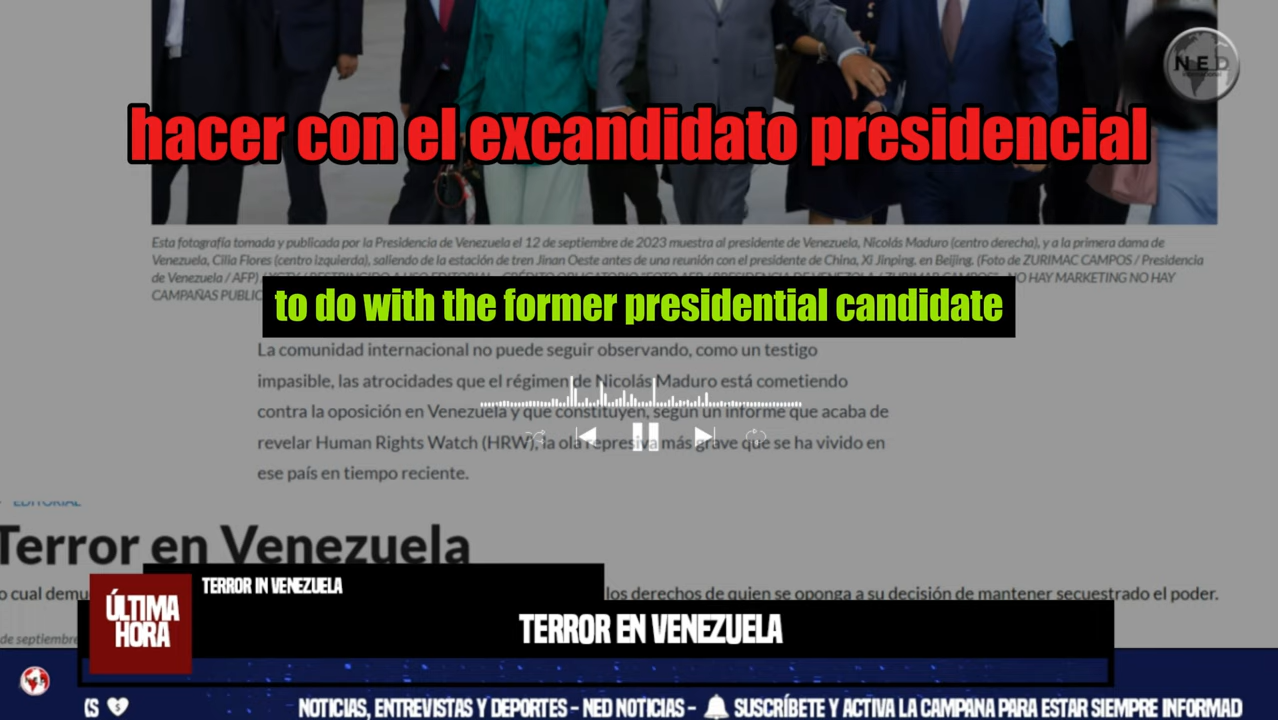 NED
hacer con el excandidato presidencial
Esta fotografía tomada y publicada por la Presidencia de Venezuela el 12 de septiembre de 2023 muestra al presidente de Venezuela, Nicolás Maduro (centro derecha), y a la primera dama de
Venezuela, Cilia Flores (centro izquierda), saliendo de la estación de tren Jinan Oeste antes de una reunión con el presidente de China, Xi Jinping. en Beijing. (Foto de ZURIMAC CAMPOS / Presidencia
de Venezuela / AFP) NO HAY MARKETING NO HAY
CAMPAÑAS
to do with the former presidential candidate
La comunidad internacional no puede seguir observando, como un testigo
impasible, las atrocidades que el régimen de Nicolás Maduro está cometiendo
contra la oposición en Venezuela y que constituyen, según un informe que acaba de
revelar Human Rights Watch (HRW), la ola represiva más grave que se ha vivido en
ese país en tiempo reciente.
EDITORIAL
Terror en Venezuela
los derechos de quien se oponga a su decisión de mantener secuestrado el poder.
de septiembre
ÚLTIMA
HORA
TERROR IN VENEZUELA
TERROR EN VENEZUELA
NOTICIAS, ENTREVISTAS Y DEPORTES - NED NOTICIAS - SUSCRÍBETE Y ACTIVA LA CAMPANA PARA ESTAR SIEMPRE INFORMAD